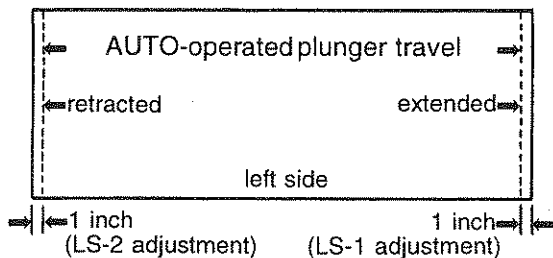 AUTO-operated plunger travel
retracted extended
left side
1 inch 1 inch
(LS-2 adjustment) (LS-1 adjustment)